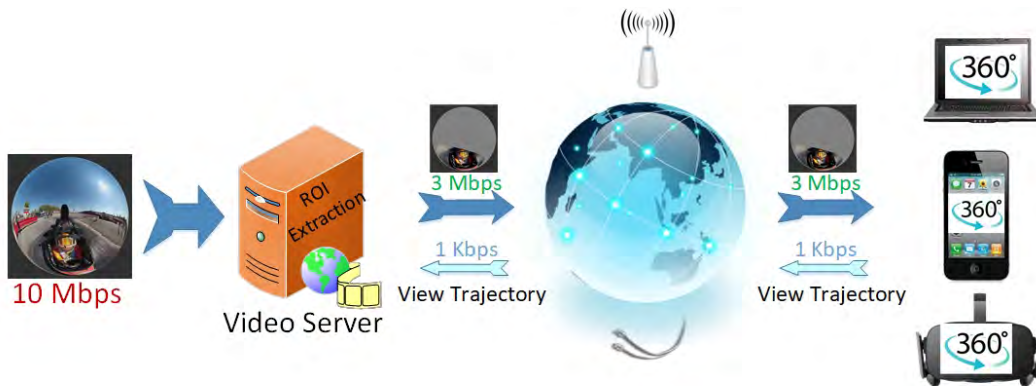 10 Mbps
ROI
Extraction
Video Server
3 Mbps
1 Kbps
View Trajectory
3 Mbps
1 Kbps
View Trajectory
360°
360°
360°